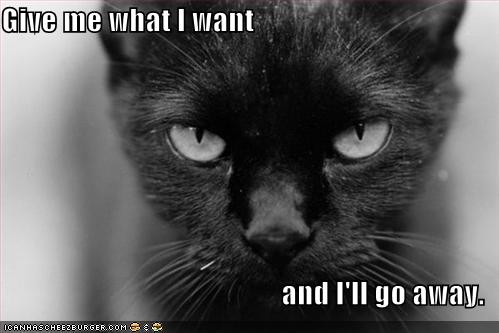 Give me what I want
and I'll go away.
ICANHASCHEEZBURGER.COM